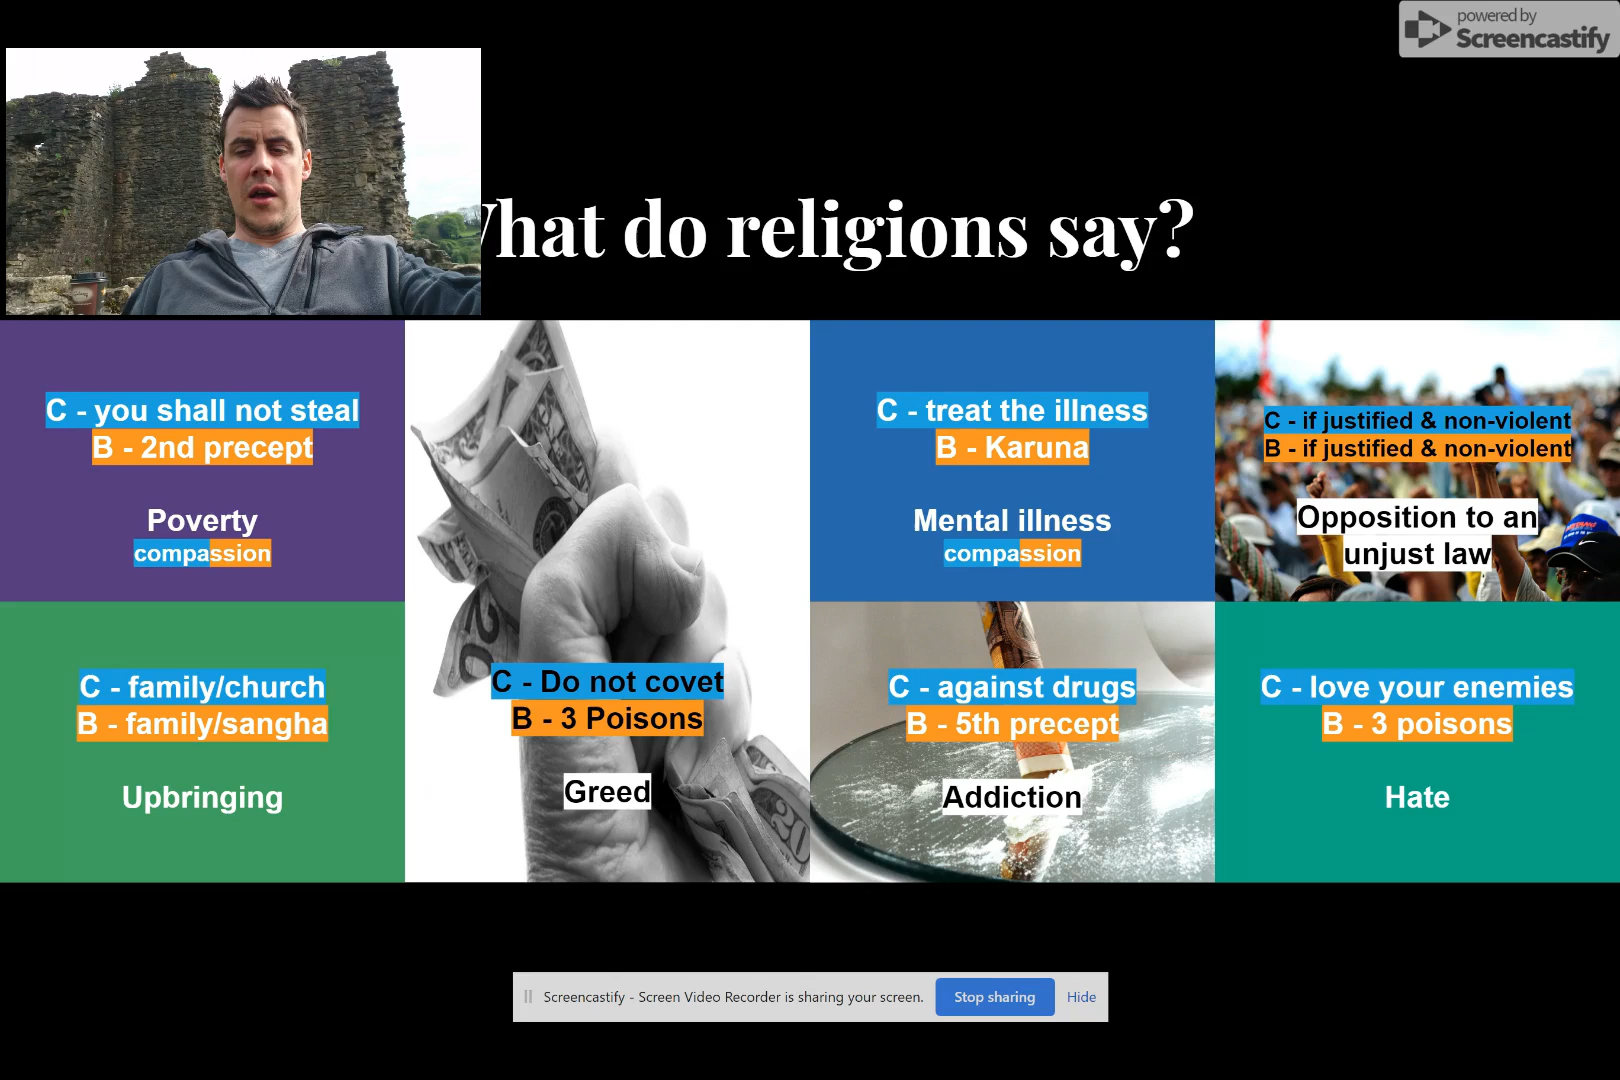 powered by
Screencastify
What do religions say?
C - you shall not steal
B - 2nd precept
Poverty
compassion
C - treat the illness
B - Karuna
Mental illness
compassion
C - if justified & non-violent
B - if justified & non-violent
Opposition to an
unjust law
C - family/church
B - family/sangha
Upbringing
C - Do not covet
B - 3 Poisons
Greed
20
20
C - against drugs
B - 5th precept
Addiction
C - love your enemies
B - 3 poisons
Hate
Screencastify - Screen Video Recorder is sharing your screen.
Stop sharing
Hide